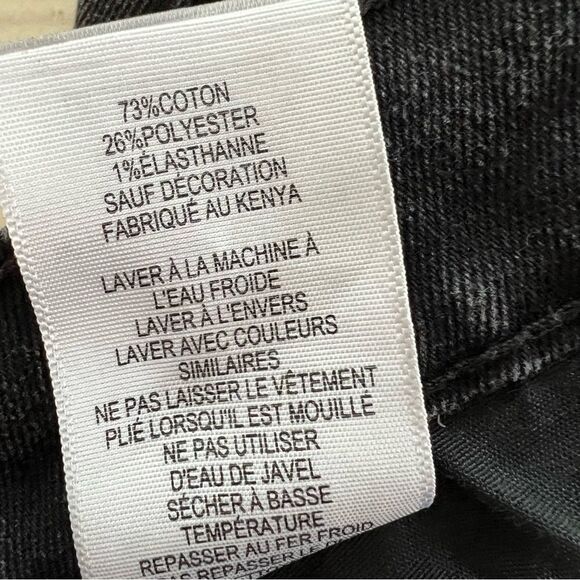 73%COTON
26%POLYESTER
1%ÉLASTHANNE
SAUF DÉCORATION
FABRIQUÉ AU KENYA
LAVER À LA MACHINE À
L'EAU FROIDE
LAVER À L'ENVERS
LAVER AVEC COULEURS
SIMILAIRES
NE PAS LAISSER LE VÊTEMENT
PLIÉ LORSQU'IL EST MOUILLÉ
NE PAS UTILISER
D'EAU DE JAVEL
SÉCHER À BASSE
TEMPÉRATURE
REPASSER AU FER FROID
PAS REPASSER